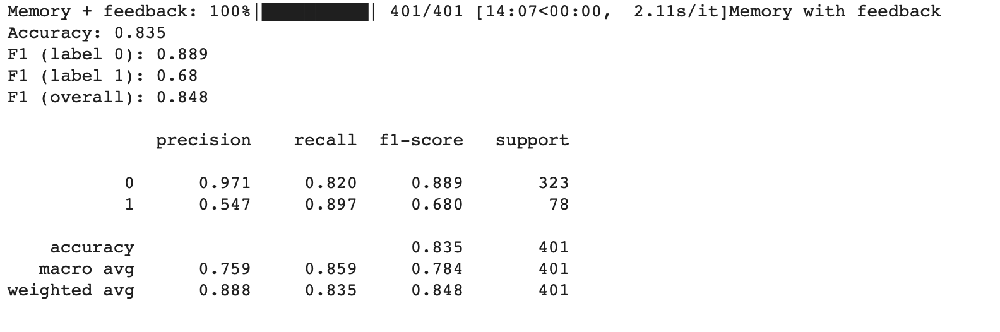 Memory + feedback: 100%|██████████| 401/401 [14:07<00:00,  2.11s/it]Memory with feedback
Accuracy: 0.835
F1 (label 0): 0.889
F1 (label 1): 0.68
F1 (overall): 0.848
precision recall f1-score support
0 0.971 0.820 0.889 323
1 0.547 0.897 0.680 78
accuracy 0.835 401
macro avg 0.759 0.859 0.784 401
weighted avg 0.888 0.835 0.848 401